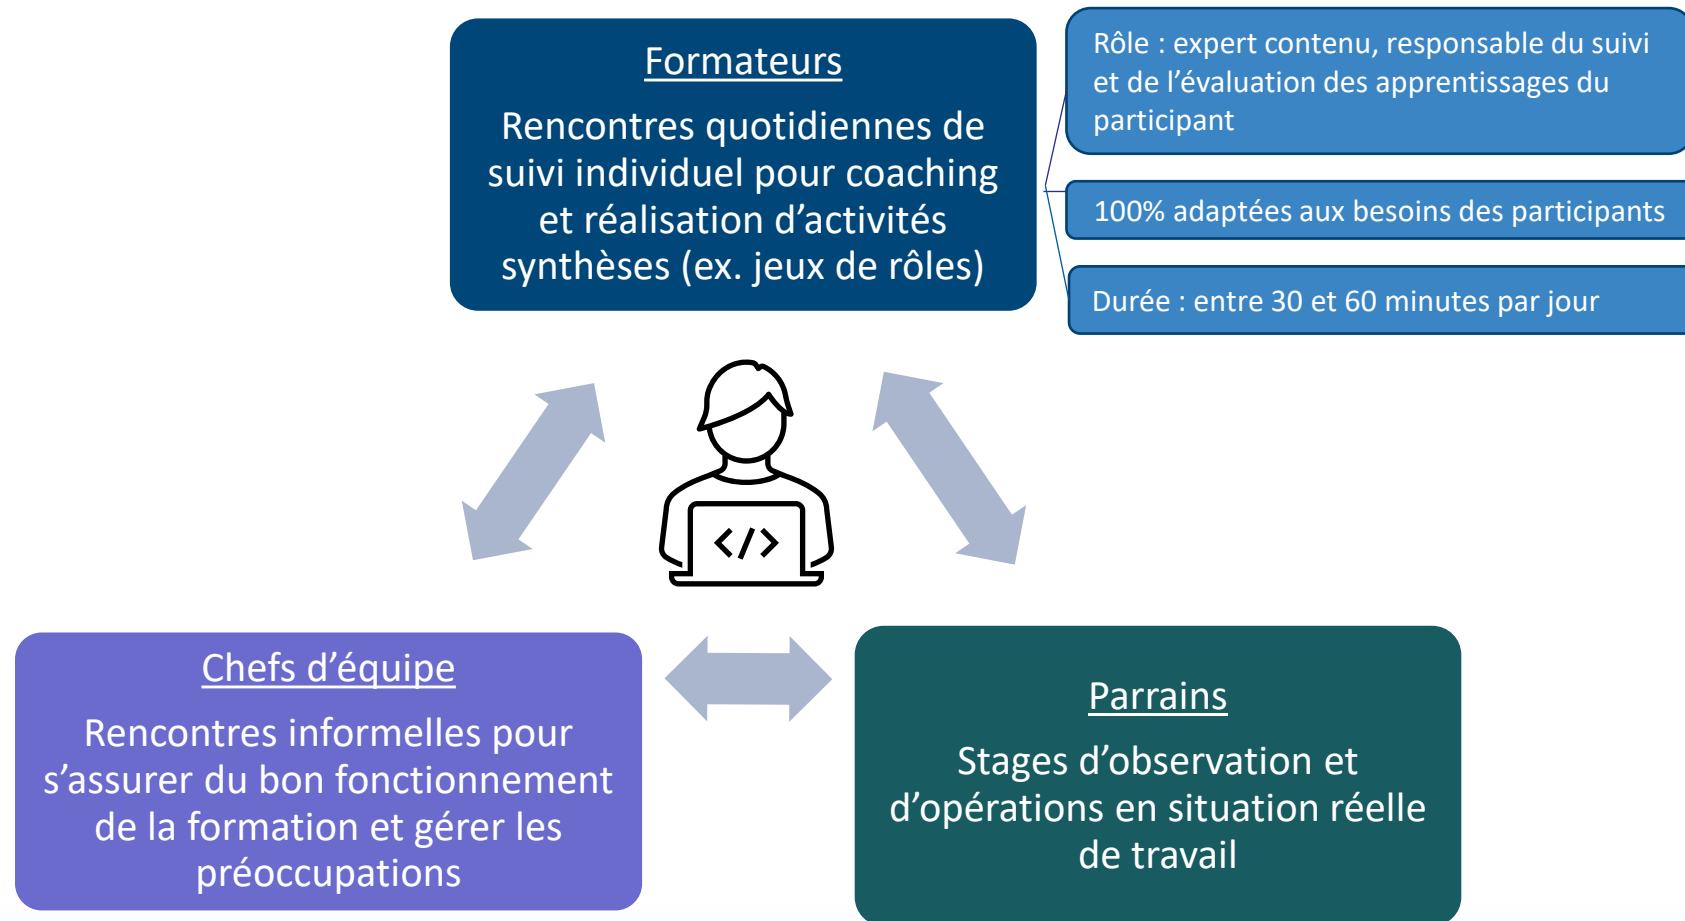 Formateurs
Rencontres quotidiennes de
suivi individuel pour coaching
et réalisation d’activités
synthèses (ex. jeux de rôles)
Rôle : expert contenu, responsable du suivi
et de l’évaluation des apprentissages du
participant
100% adaptées aux besoins des participants
Durée : entre 30 et 60 minutes par jour
</>
Chefs d’équipe
Rencontres informelles pour
s’assurer du bon fonctionnement
de la formation et gérer les
préoccupations
Parrains
Stages d’observation et
d’opérations en situation réelle
de travail